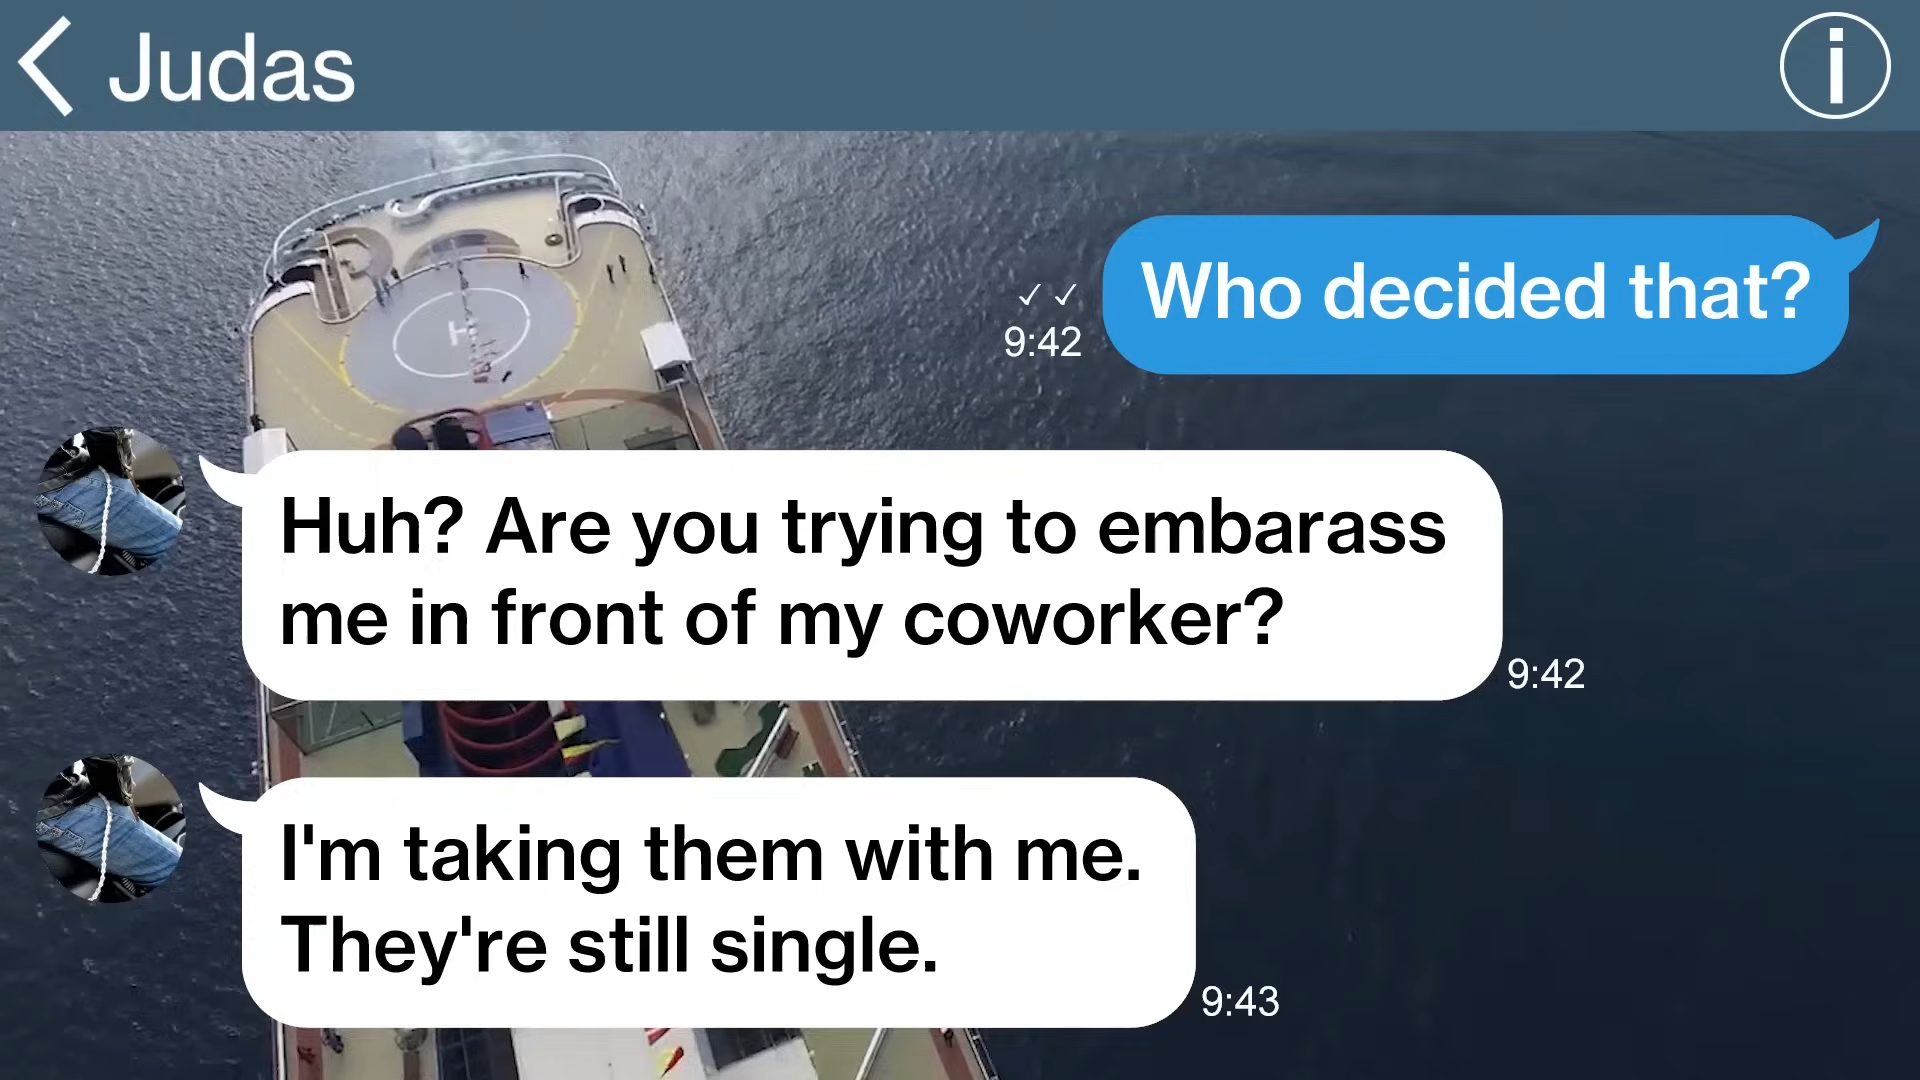 Judas
Who decided that?
9:42
Huh? Are you trying to embarass
me in front of my coworker?
9:42
I'm taking them with me.
They're still single.
9:43
H